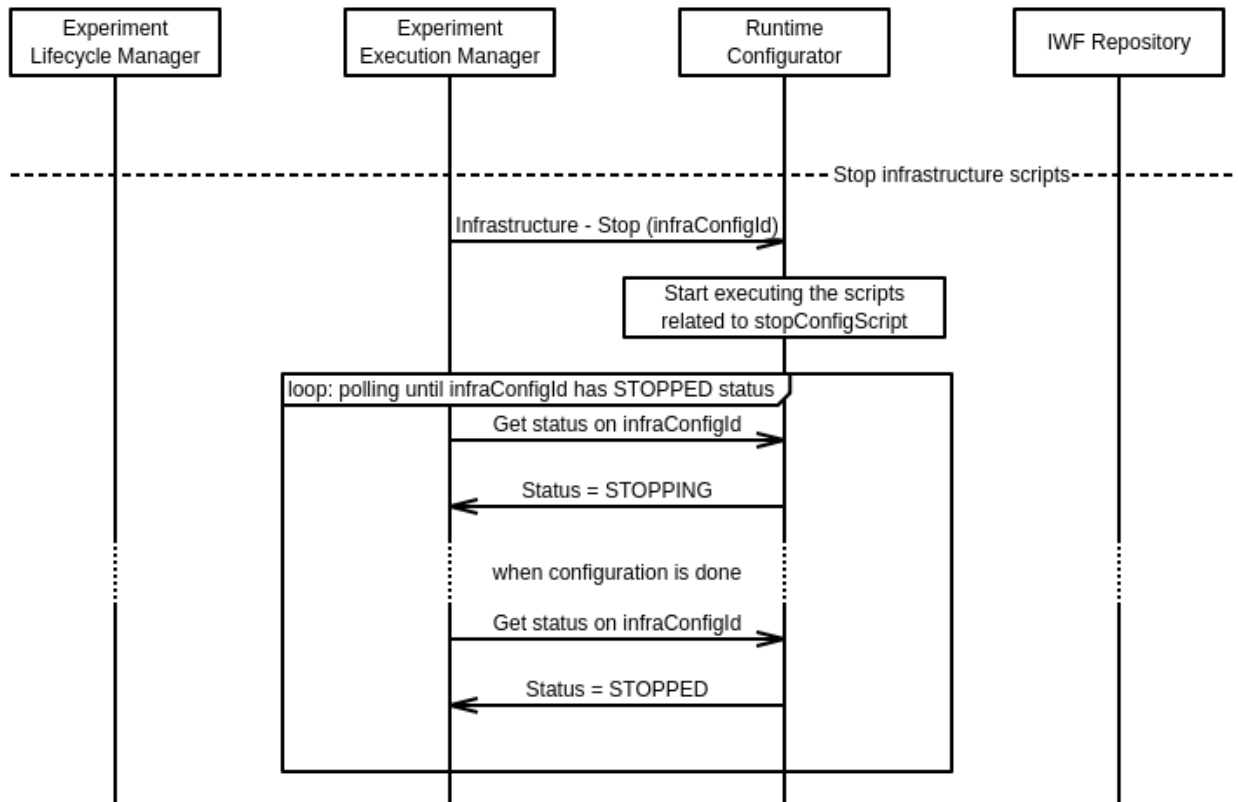 Experiment
Lifecycle Manager
Experiment
Execution Manager
Runtime
Configurator
IWF Repository
Stop infrastructure scripts
Infrastructure - Stop (infraConfigId)
Start executing the scripts
related to stopConfigScript
loop: polling until infraConfigId has STOPPED status
Get status on infraConfigId
Status = STOPPING
when configuration is done
Get status on infraConfigId
Status = STOPPED